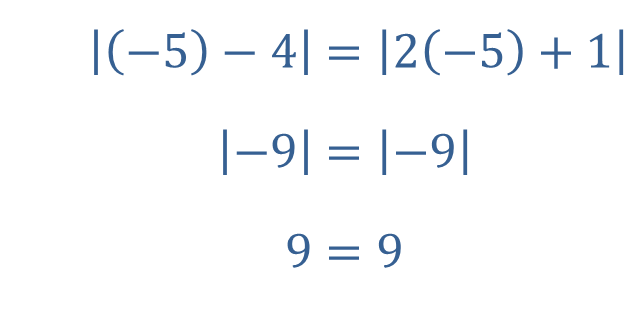 |(−5) − 4| = |2(−5) + 1|
|−9| = |−9|
9 = 9